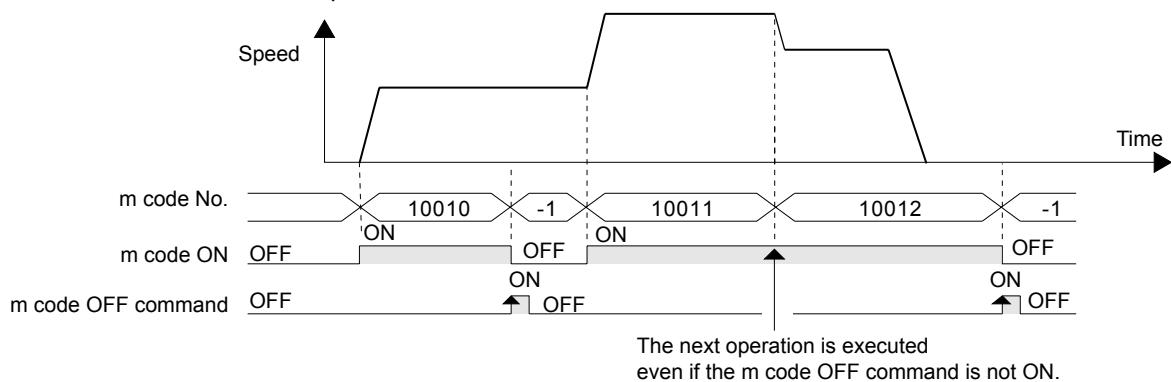 Speed
Time
m code No. 10010 -1 10011 10012 -1
ON ON
m code ON OFF OFF OFF
ON ON
m code OFF command OFF OFF OFF
The next operation is executed
even if the m code OFF command is not ON.